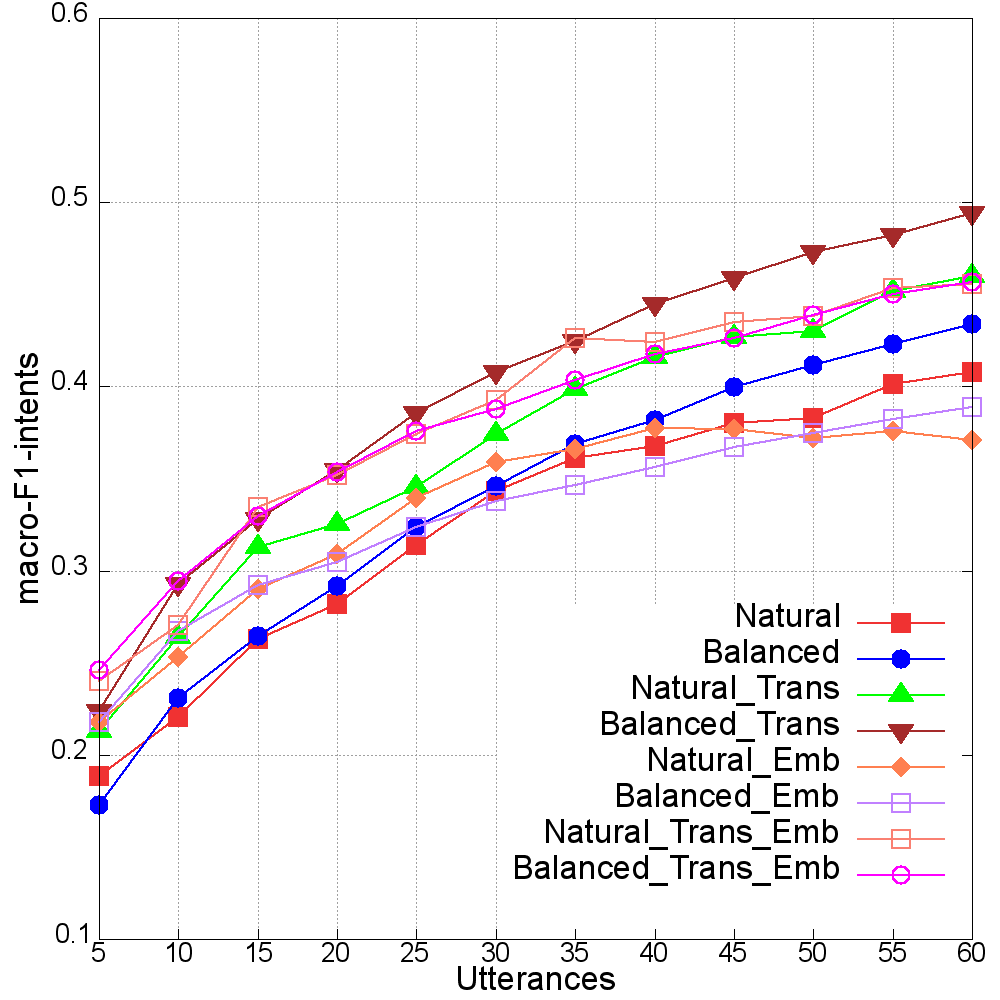 0.6
0.5
0.4
0.3
0.2
0.1
macro-F1-intents
Natural
Balanced
Natural_Trans
Balanced_Trans
Natural_Emb
Balanced_Emb
Natural_Trans_Emb
Balanced_Trans_Emb
5 10 15 20 25 30 35 40 45 50 55 60
Utterances